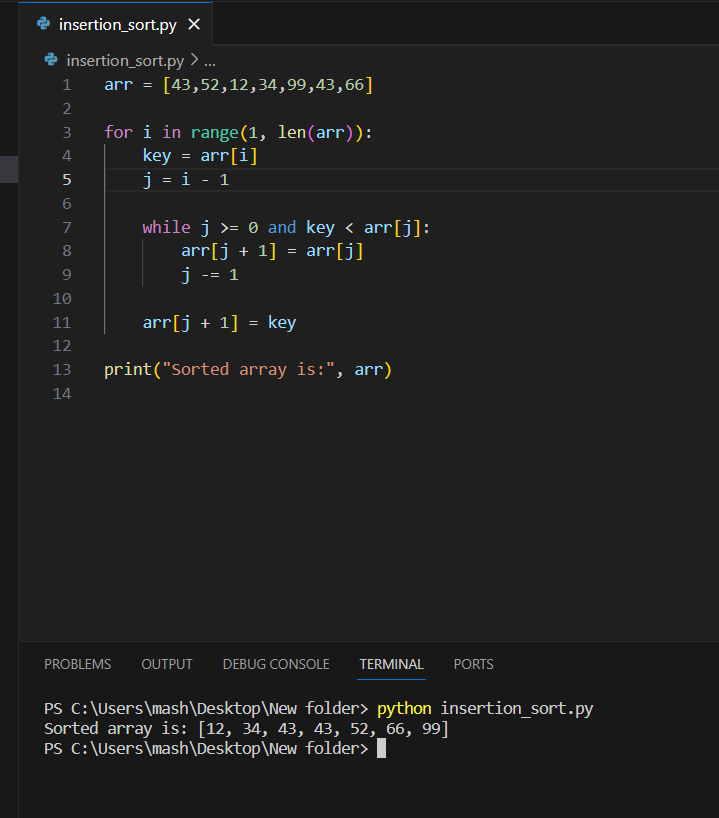 insertion_sort.py ×
insertion_sort.py > ...
1 arr = [43,52,12,34,99,43,66]
2
3 for i in range(1, len(arr)):
4     key = arr[i]
5     j = i - 1
6
7     while j >= 0 and key < arr[j]:
8         arr[j + 1] = arr[j]
9         j -= 1
10
11     arr[j + 1] = key
12
13 print("Sorted array is:", arr)
14
PROBLEMS OUTPUT DEBUG CONSOLE TERMINAL PORTS
PS C:\Users\mash\Desktop\New folder> python insertion_sort.py
Sorted array is: [12, 34, 43, 43, 52, 66, 99]
PS C:\Users\mash\Desktop\New folder>